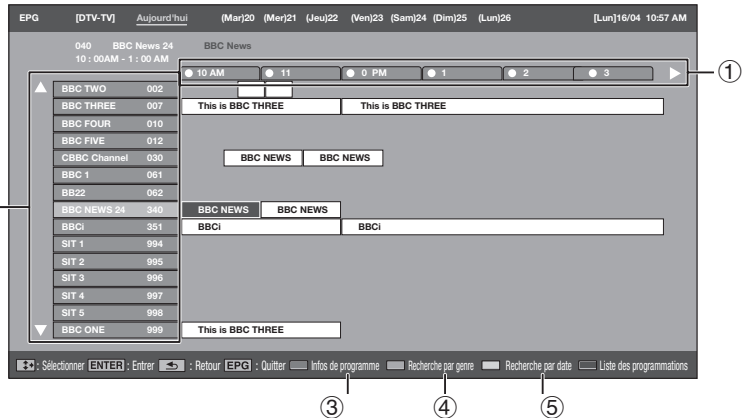 EPG [DTV-TV] Aujourd'hui (Mar)20 (Mer)21 (Jeu)22 (Ven)23 (Sam)24 (Dim)25 (Lun)26 [Lun]16/04 10:57 AM
040 BBC News 24 BBC News
10 : 00AM - 1 : 00 AM
10 AM 11 0 PM 1 2 3 ①
BBC TWO 002
BBC THREE 007 This is BBC THREE This is BBC THREE
BBC FOUR 010
BBC FIVE 012
CBBC Channel 030 BBC NEWS BBC NEWS
BBC 1 061
BB22 062
BBC NEWS 24 340 BBC NEWS BBC NEWS
BBCi 351 BBCi BBCi
SIT 1 994
SIT 2 995
SIT 3 996
SIT 4 997
SIT 5 998
BBC ONE 999 This is BBC THREE
: Sélectionner ENTER : Entrer : Retour EPG : Quitter Infos de programme Recherche par genre Recherche par date Liste des programmations
③ ④ ⑤